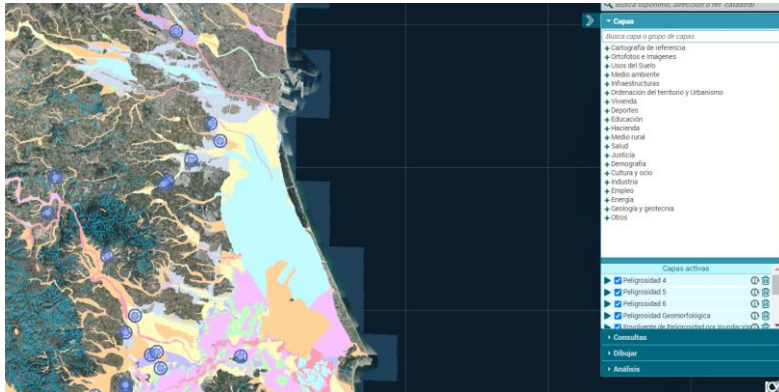 Busca topónimo, dirección o ref. catastral
Capas
Busca capa o grupo de capas
Cartografía de referencia
Ortofotos e imágenes
Usos del Suelo
Medio ambiente
Infraestructuras
Ordenación del territorio y Urbanismo
Vivienda
Deportes
Educación
Hacienda
Medio rural
Salud
Justicia
Demografía
Cultura y ocio
Industria
Empleo
Energía
Geología y geotecnia
Otros
Capas activas
Peligrosidad 4
Peligrosidad 5
Peligrosidad 6
Peligrosidad Geomorfológica
Envolvente de Peligrosidad por Inundación
Consultas
Dibujar
Análisis